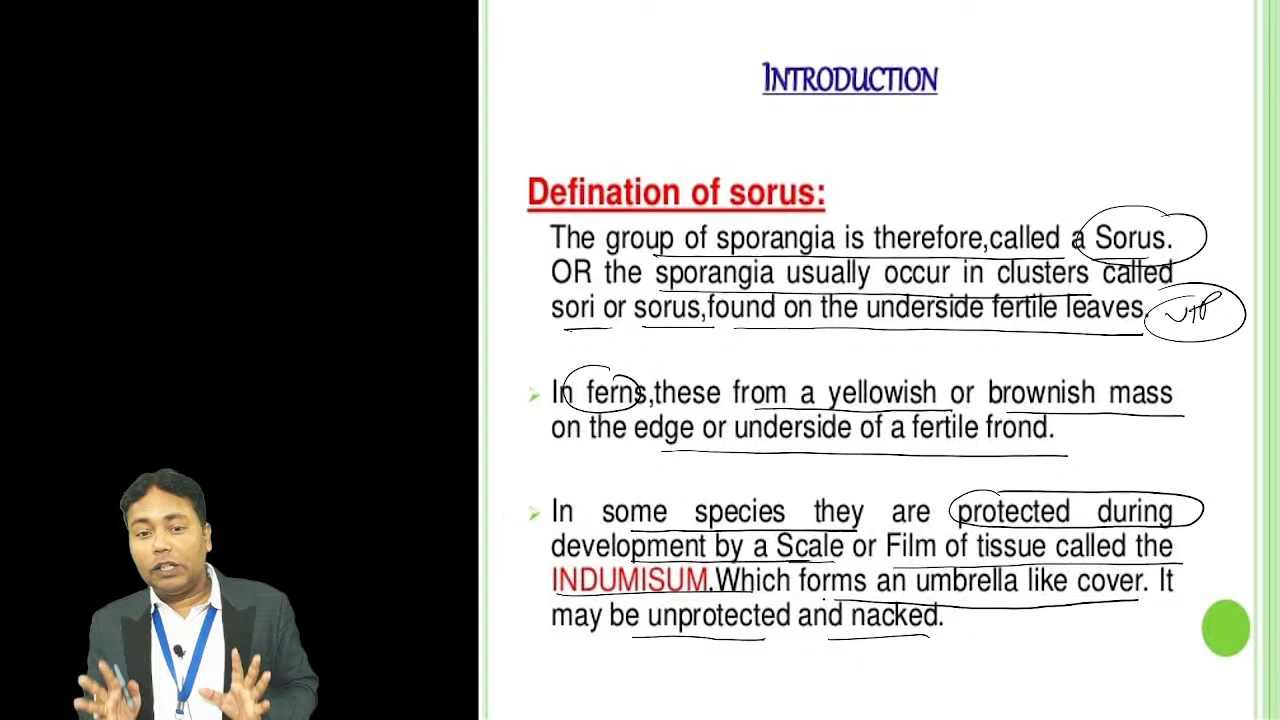 INTRODUCTION
Defination of sorus:
The group of sporangia is therefore,called a Sorus.
OR the sporangia usually occur in clusters called
sori or sorus,found on the underside fertile leaves.
In ferns,these from a yellowish or brownish mass
on the edge or underside of a fertile frond.
In some species they are protected during
development by a Scale or Film of tissue called the
INDUMISUM.Which forms an umbrella like cover. It
may be unprotected and nacked.